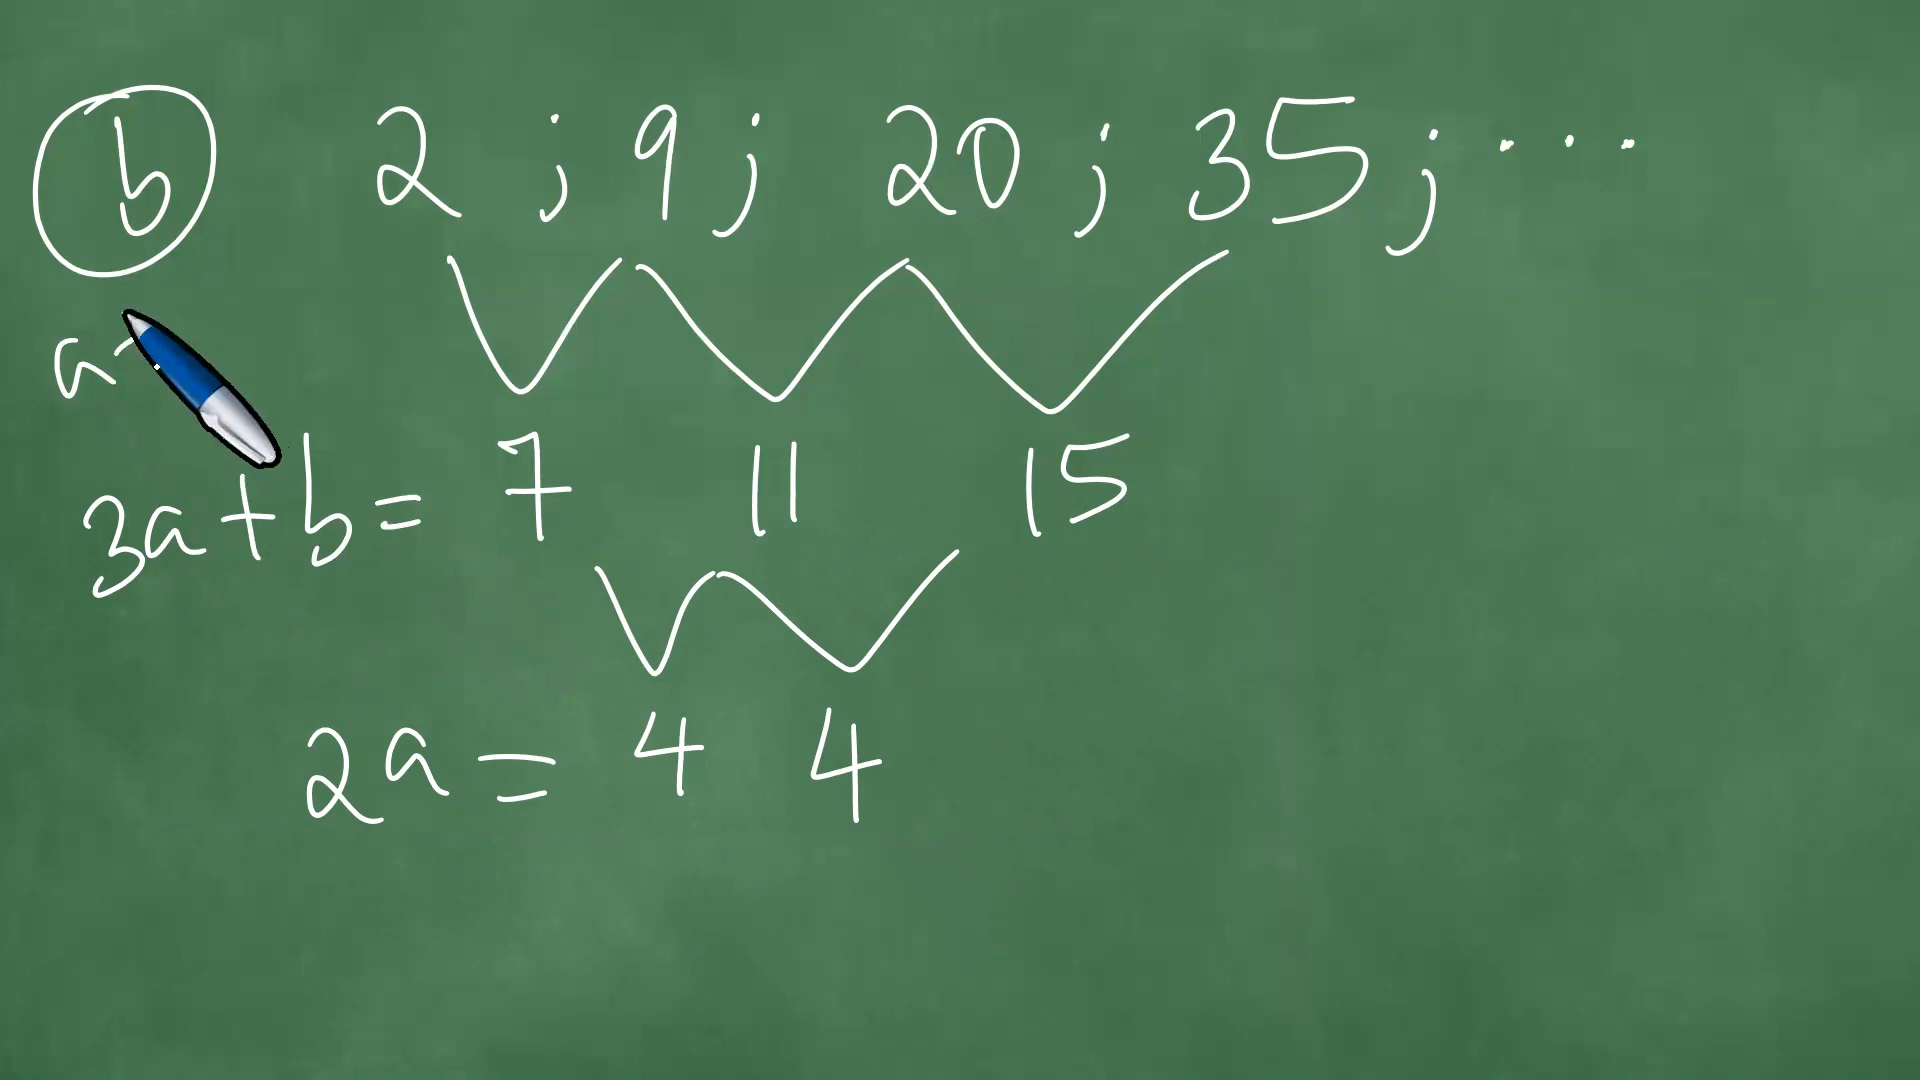 b 2 ; 9 ; 20 ; 35 ; ....
a
3a + b = 7 11 15
2a = 4 4